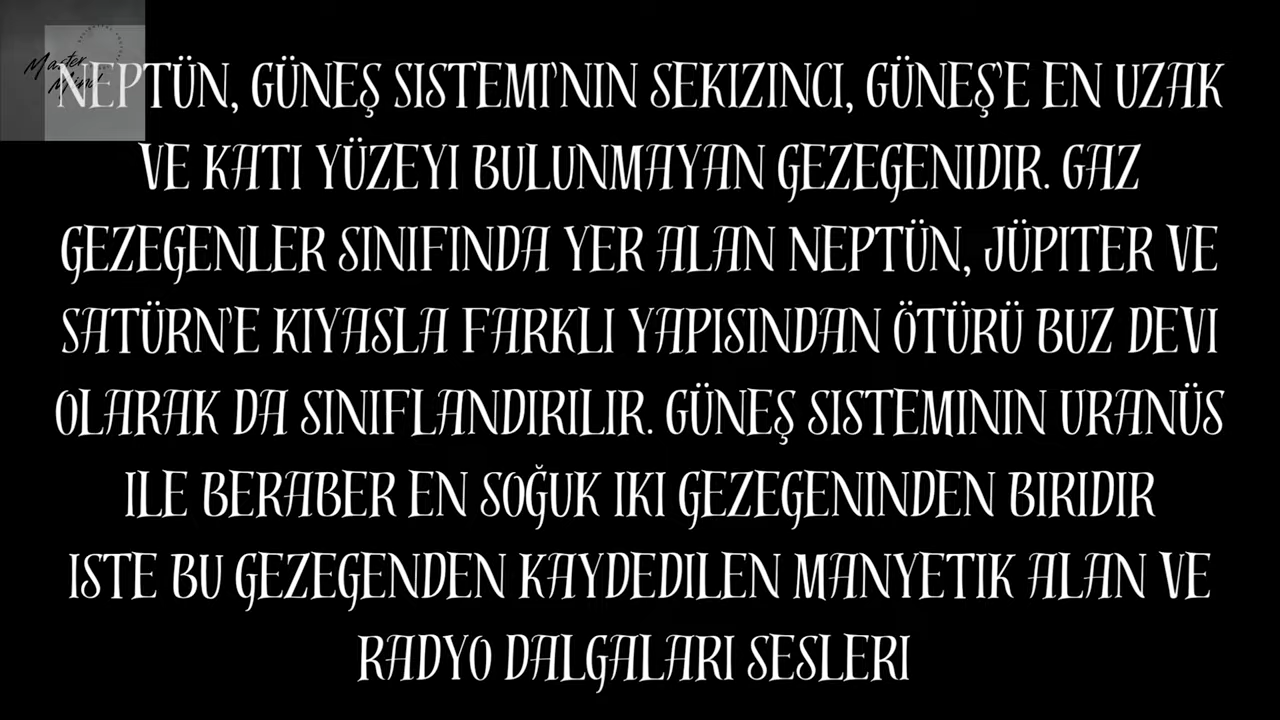 Master
Mind
NEPTÜN, GÜNEŞ SISTEMI'NIN SEKIZINCI, GÜNEŞ'E EN UZAK
VE KATI YÜZEYI BULUNMAYAN GEZEGENIDIR. GAZ
GEZEGENLER SINIFINDA YER ALAN NEPTÜN, JÜPITER VE
SATÜRN'E KIYASLA FARKLI YAPISINDAN ÖTÜRÜ BUZ DEVI
OLARAK DA SINIFLANDIRILIR. GÜNEŞ SISTEMININ URANÜS
ILE BERABER EN SOĞUK IKI GEZEGENINDEN BIRIDIR
ISTE BU GEZEGENDEN KAYDEDILEN MANYETIK ALAN VE
RADYO DALGALARI SESLERI